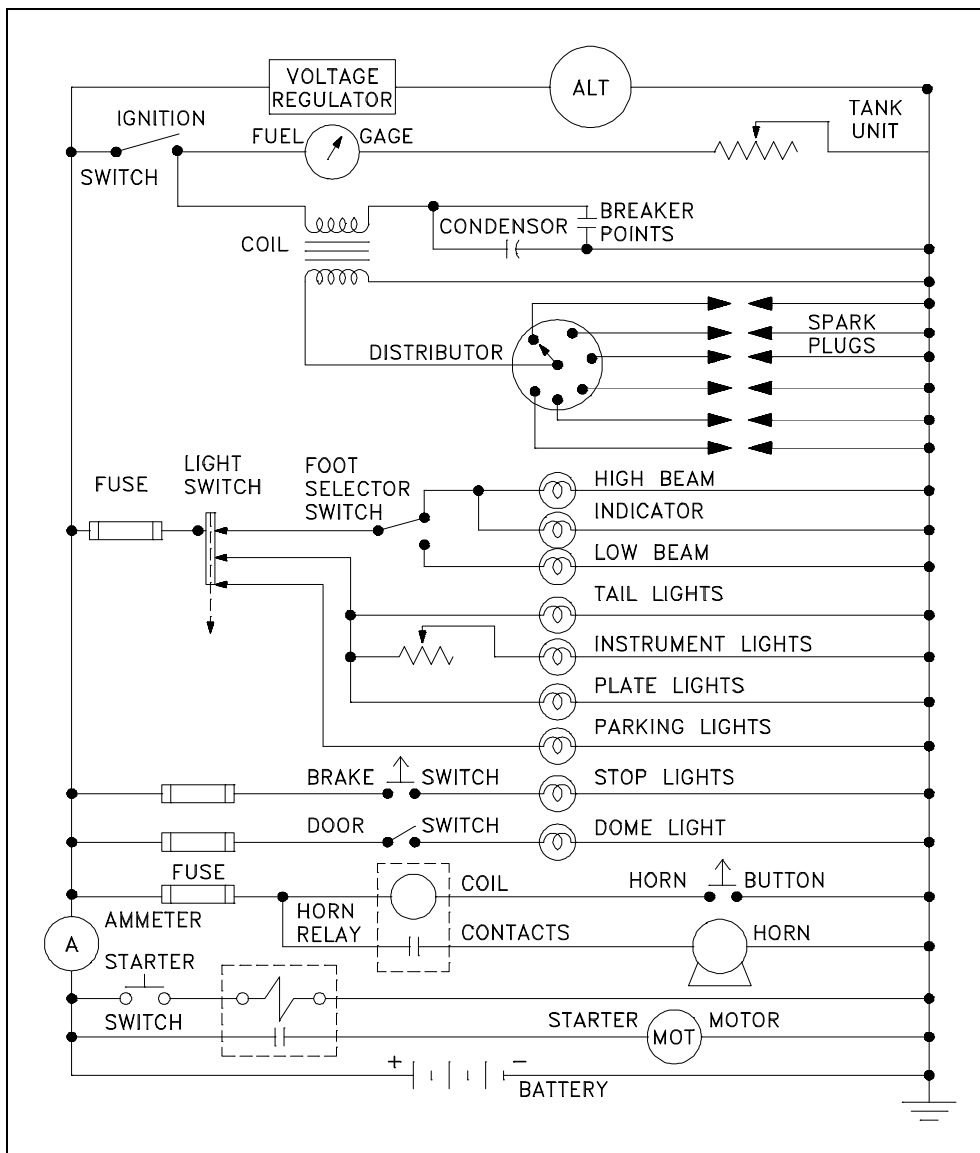 VOLTAGE
REGULATOR
ALT
IGNITION
SWITCH
FUEL GAGE
TANK
UNIT
COIL
CONDENSOR
BREAKER
POINTS
DISTRIBUTOR
SPARK
PLUGS
FUSE
LIGHT
SWITCH
FOOT
SELECTOR
SWITCH
HIGH BEAM
INDICATOR
LOW BEAM
TAIL LIGHTS
INSTRUMENT LIGHTS
PLATE LIGHTS
PARKING LIGHTS
BRAKE SWITCH
STOP LIGHTS
DOOR SWITCH
DOME LIGHT
FUSE
HORN
RELAY
COIL
CONTACTS
HORN BUTTON
HORN
AMMETER
A
STARTER
SWITCH
STARTER MOTOR
MOT
+ −
BATTERY